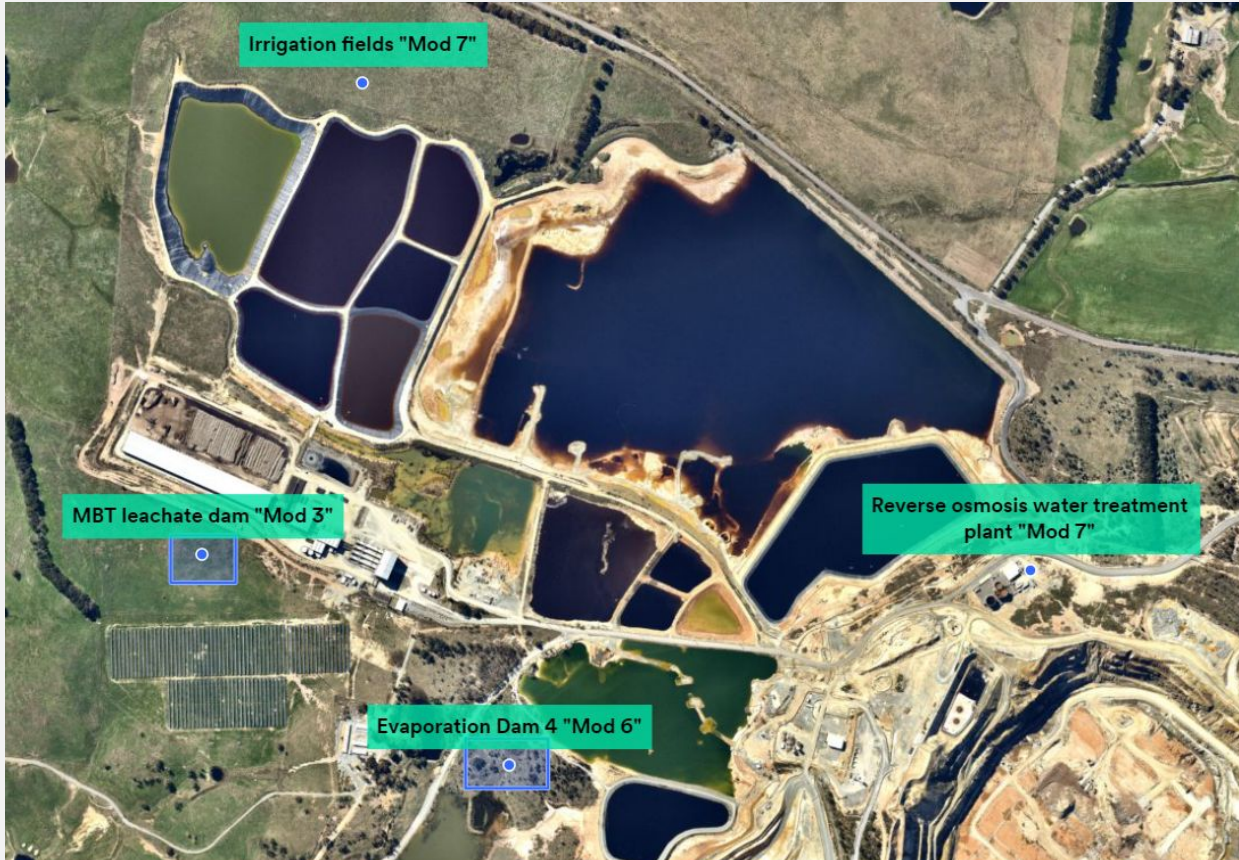 Irrigation fields "Mod 7"
MBT leachate dam "Mod 3"
Reverse osmosis water treatment
plant "Mod 7"
Evaporation Dam 4 "Mod 6"